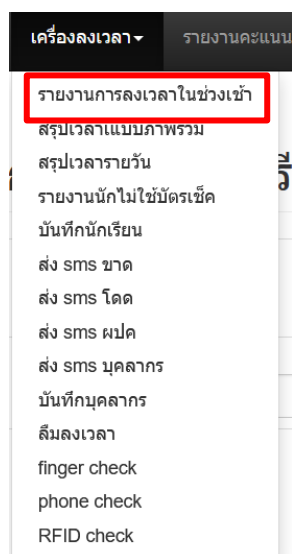 เครื่องลงเวลา รายงานคะแนน
รายงานการลงเวลาในช่วงเช้า
สรุปเวลาแบบภาพรวม
สรุปเวลารายวัน
รายงานนักไม่ใช้บัตรเช็ค
บันทึกนักเรียน
ส่ง sms ขาด
ส่ง sms โดด
ส่ง sms ผปค
ส่ง sms บุคลากร
บันทึกบุคลากร
ลืมลงเวลา
finger check
phone check
RFID check